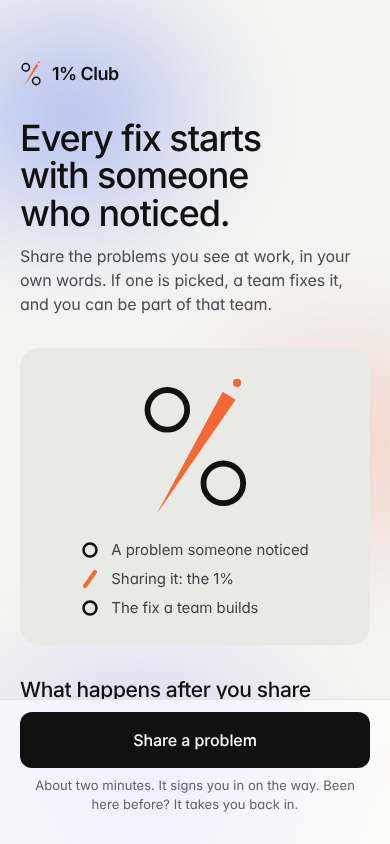 1% Club
Every fix starts
with someone
who noticed.
Share the problems you see at work, in your
own words. If one is picked, a team fixes it,
and you can be part of that team.
A problem someone noticed
Sharing it: the 1%
The fix a team builds
What happens after you share
Share a problem
About two minutes. It signs you in on the way. Been
here before? It takes you back in.